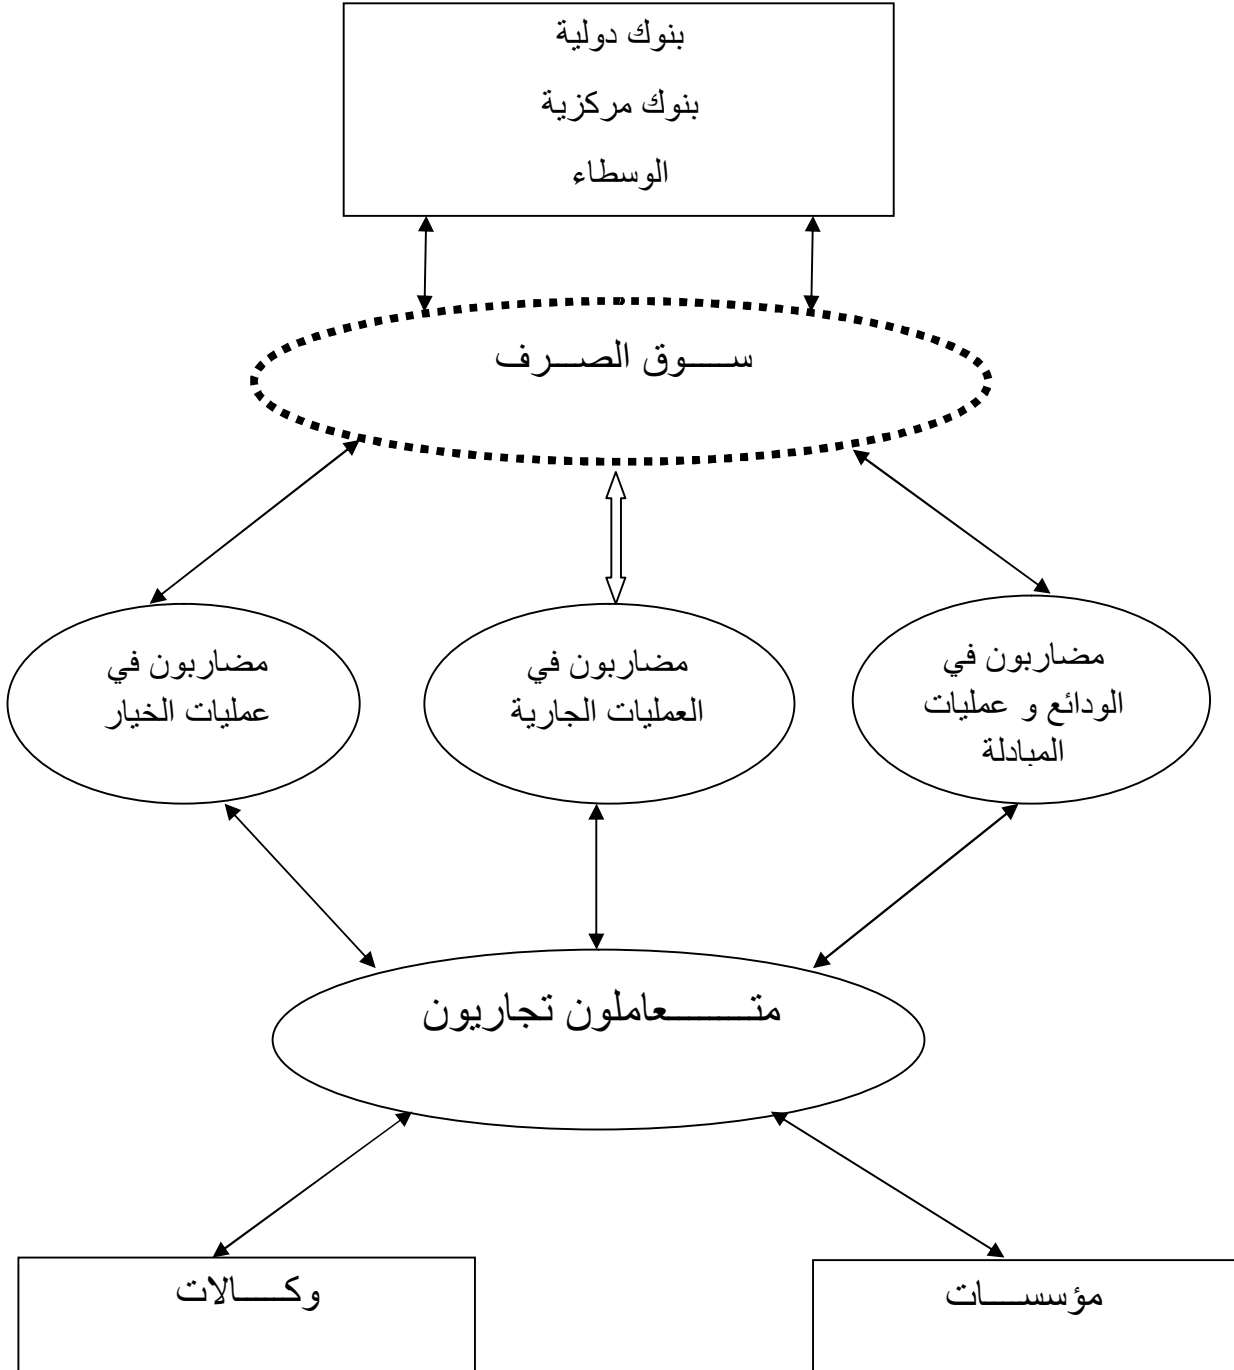 بنوك دولية
بنوك مركزية
الوسطاء
ســـوق الصـــرف
مضاربون في
الودائع و عمليات
المبادلة
مضاربون في
العمليات الجارية
مضاربون في
عمليات الخيار
متـــــــعاملون تجاريون
مؤسســـات
وكـــــالات